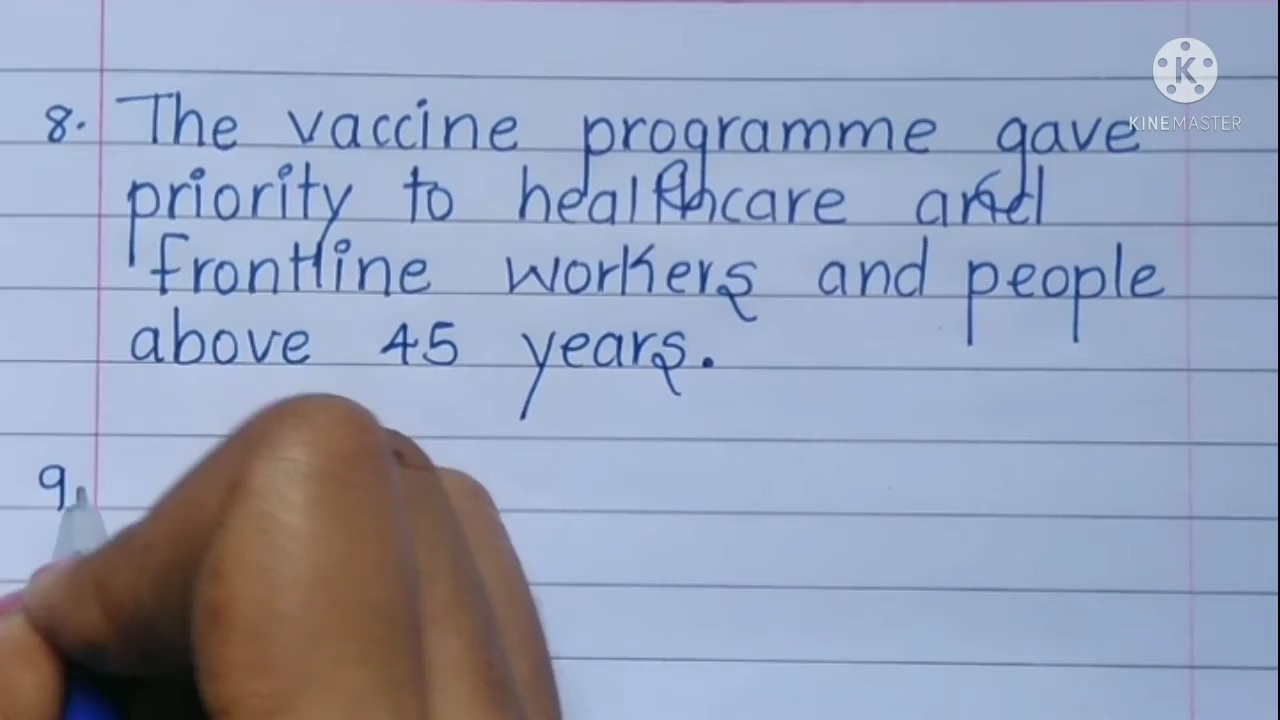 8. The vaccine programme gave
priority to healthcare and
frontline workers and people
above 45 years.
9.
K
KINEMASTER